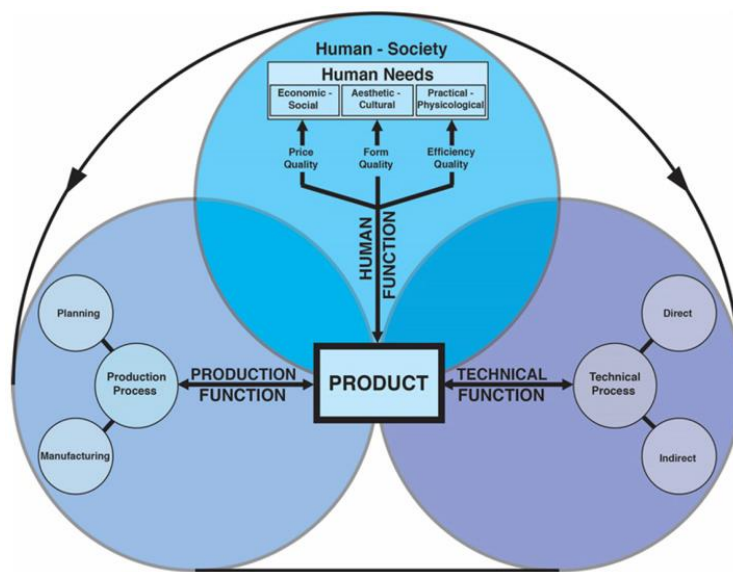 Human - Society
Human Needs
Economic -
Social
Aesthetic -
Cultural
Practical -
Physicological
Price
Quality
Form
Quality
Efficiency
Quality
HUMAN
FUNCTION
Planning
Production
Process
Manufacturing
PRODUCTION
FUNCTION
PRODUCT
TECHNICAL
FUNCTION
Direct
Technical
Process
Indirect